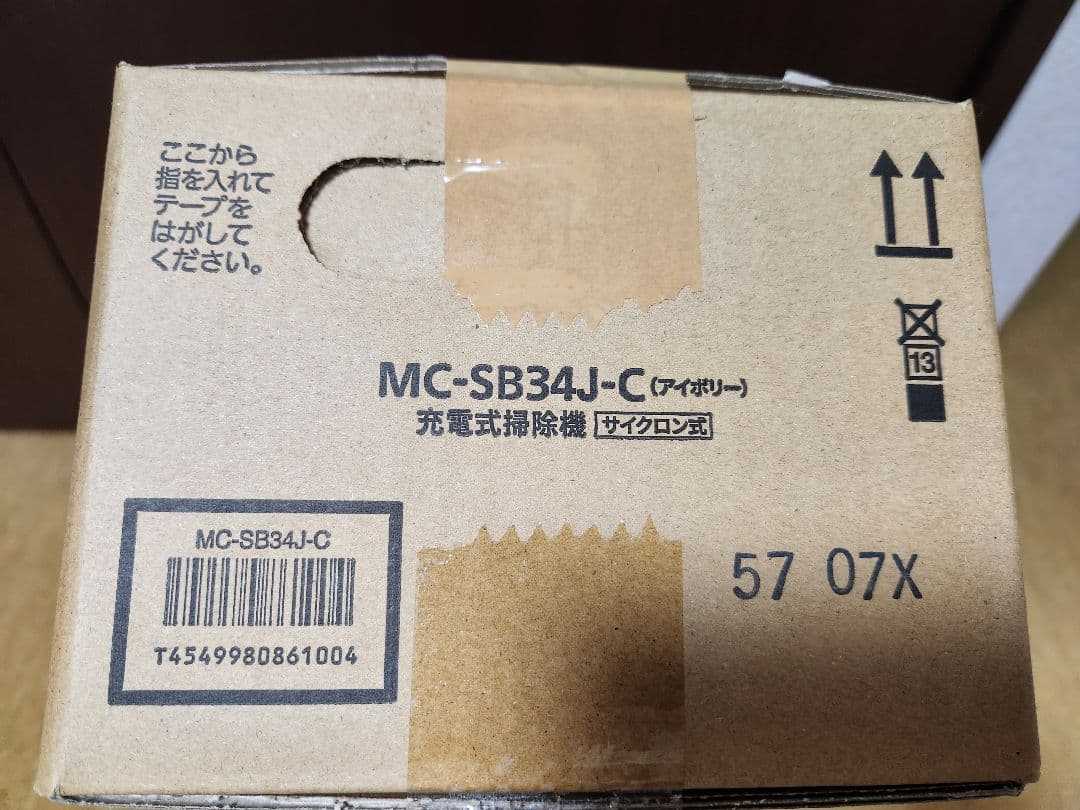 ここから
指を入れて
テープを
はがして
ください。
13
MC-SB34J-C(アイボリー)
充電式掃除機 サイクロン式
MC-SB34J-C
T4549980861004
57 07X